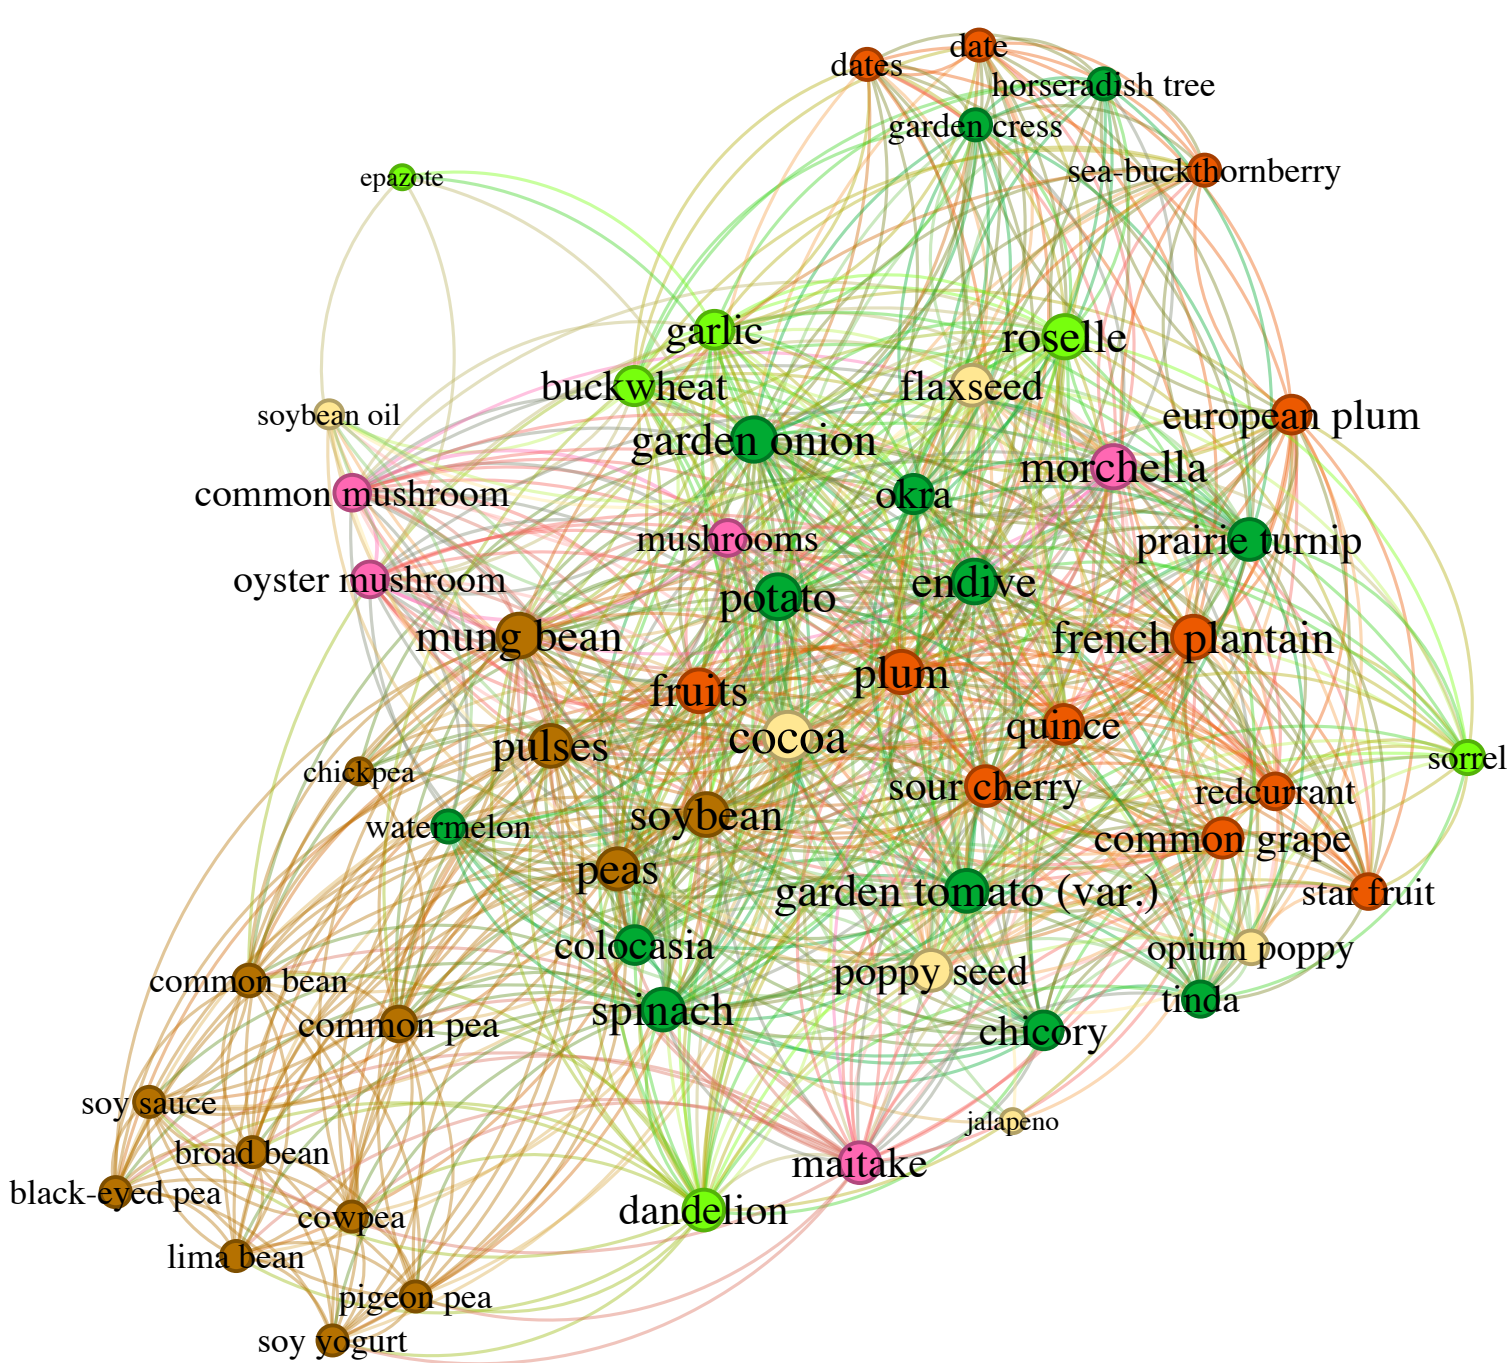 date
dates
horseradish tree
garden cress
sea-buckthornberry
epazote
garlic
roselle
buckwheat
flaxseed
soybean oil
european plum
garden onion
morchella
common mushroom
okra
mushrooms
prairie turnip
oyster mushroom
endive
potato
mung bean
french plantain
plum
fruits
quince
cocoa
pulses
sorrel
chickpea
sour cherry
redcurrant
soybean
watermelon
common grape
peas
garden tomato (var.)
star fruit
colocasia
opium poppy
poppy seed
common bean
tinda
spinach
common pea
chicory
soy sauce
jalapeno
broad bean
maitake
black-eyed pea
dandelion
cowpea
lima bean
pigeon pea
soy yogurt